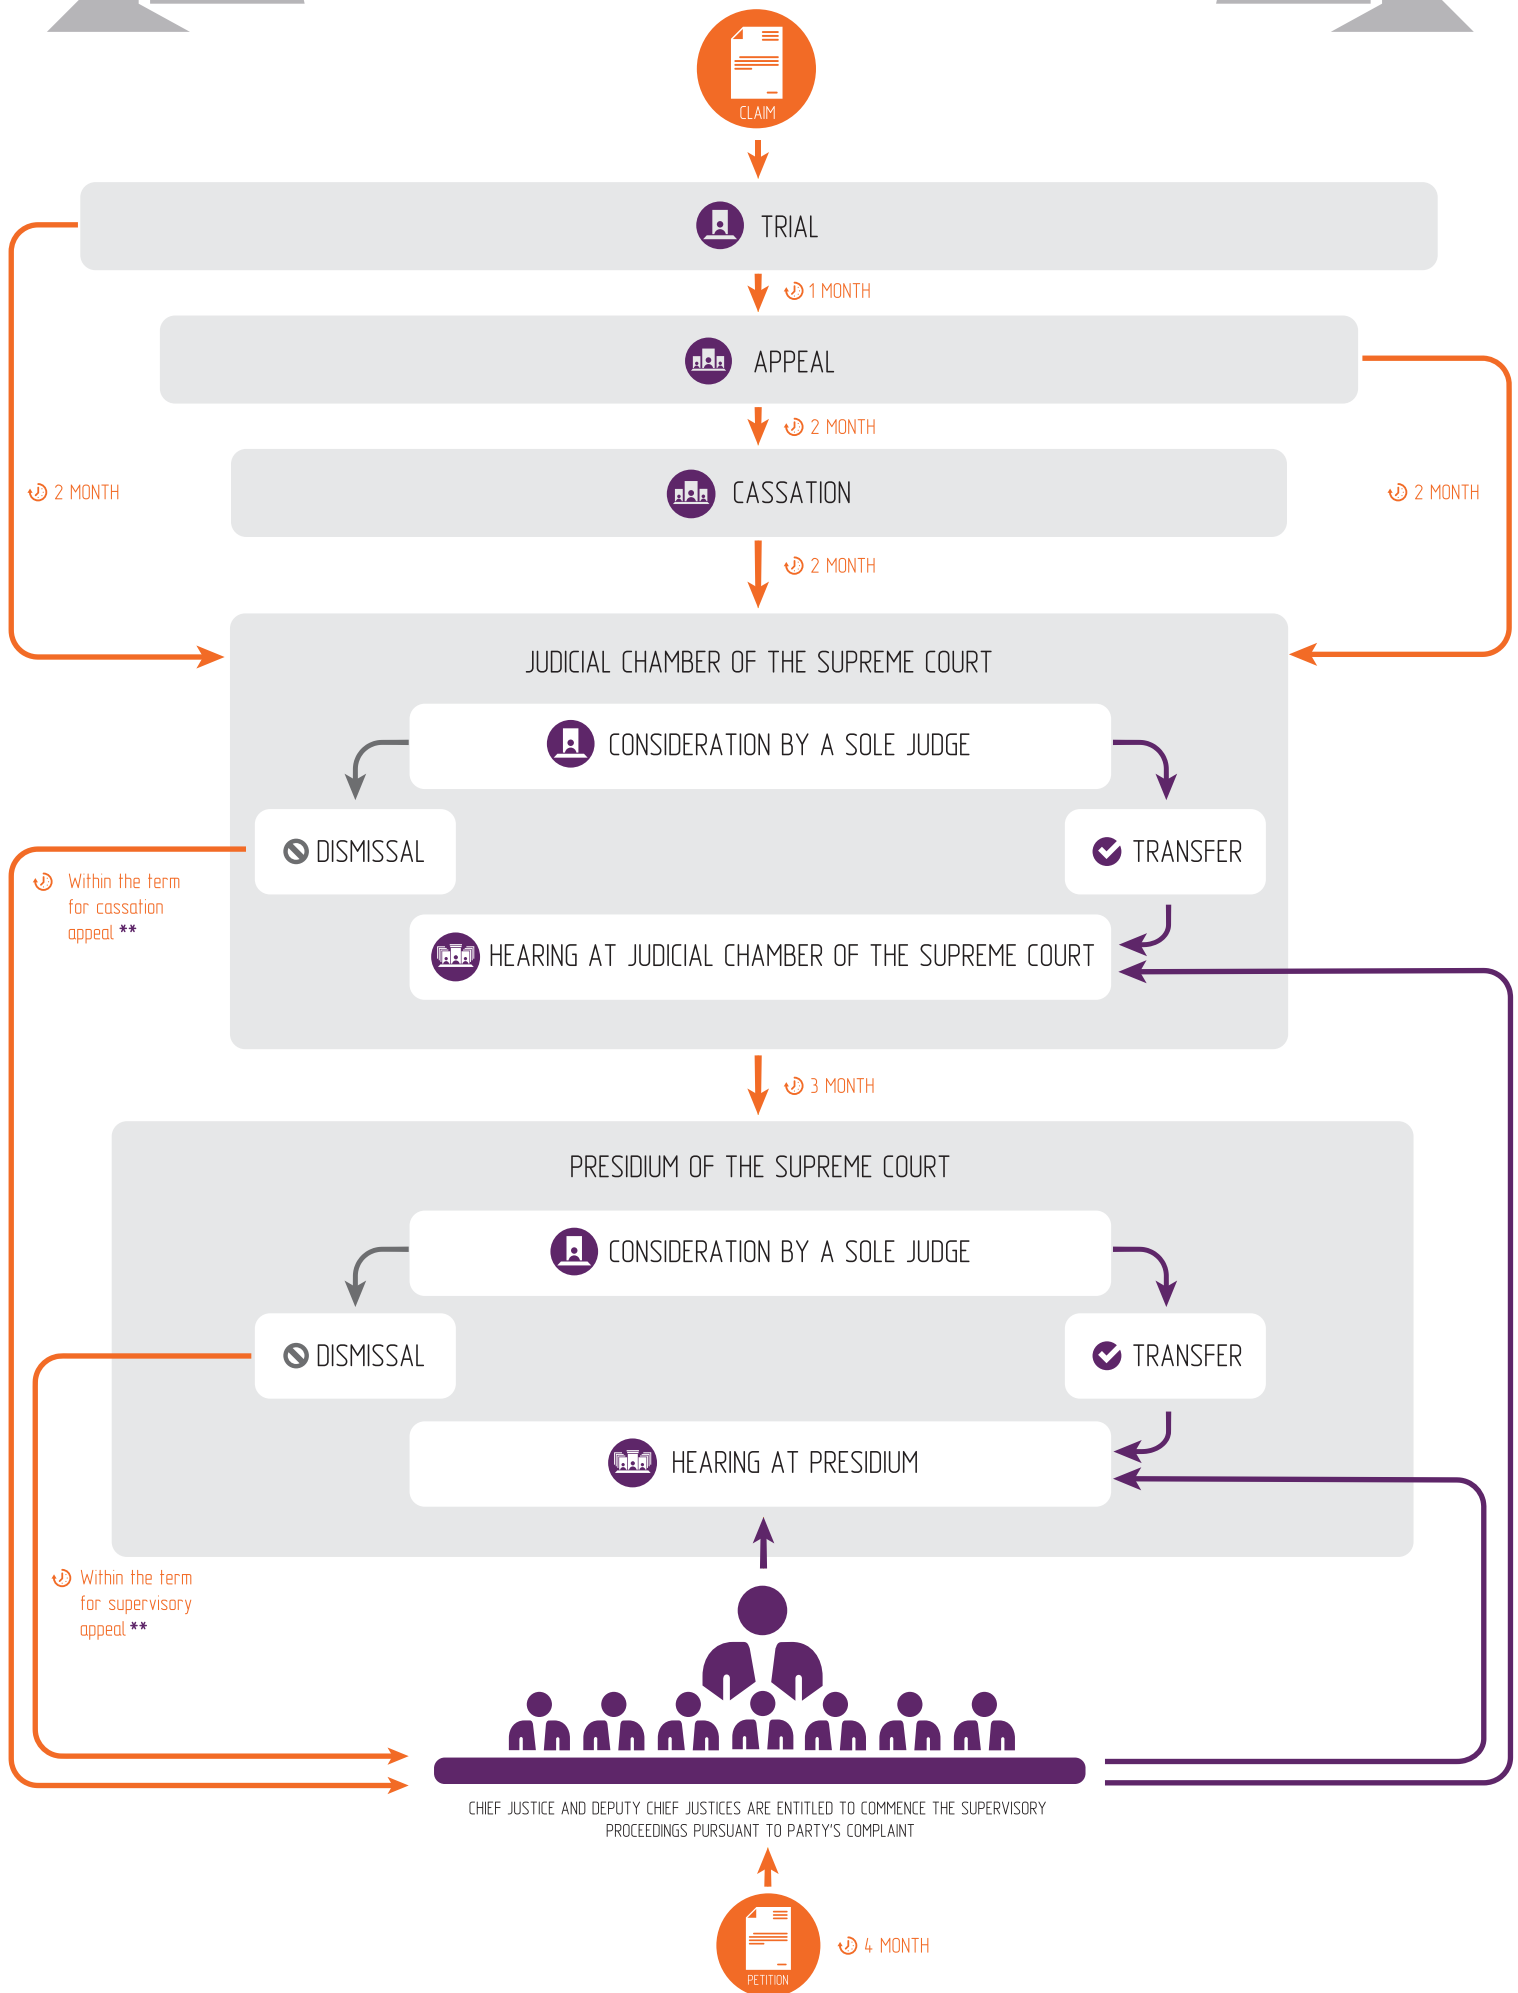 CLAIM
TRIAL
1 MONTH
APPEAL
2 MONTH
CASSATION
2 MONTH
2 MONTH
2 MONTH
JUDICIAL CHAMBER OF THE SUPREME COURT
CONSIDERATION BY A SOLE JUDGE
DISMISSAL
TRANSFER
Within the term
for cassation
appeal **
HEARING AT JUDICIAL CHAMBER OF THE SUPREME COURT
3 MONTH
PRESIDIUM OF THE SUPREME COURT
CONSIDERATION BY A SOLE JUDGE
DISMISSAL
TRANSFER
HEARING AT PRESIDIUM
Within the term
for supervisory
appeal **
CHIEF JUSTICE AND DEPUTY CHIEF JUSTICES ARE ENTITLED TO COMMENCE THE SUPERVISORY
PROCEEDINGS PURSUANT TO PARTY'S COMPLAINT
4 MONTH
PETITION